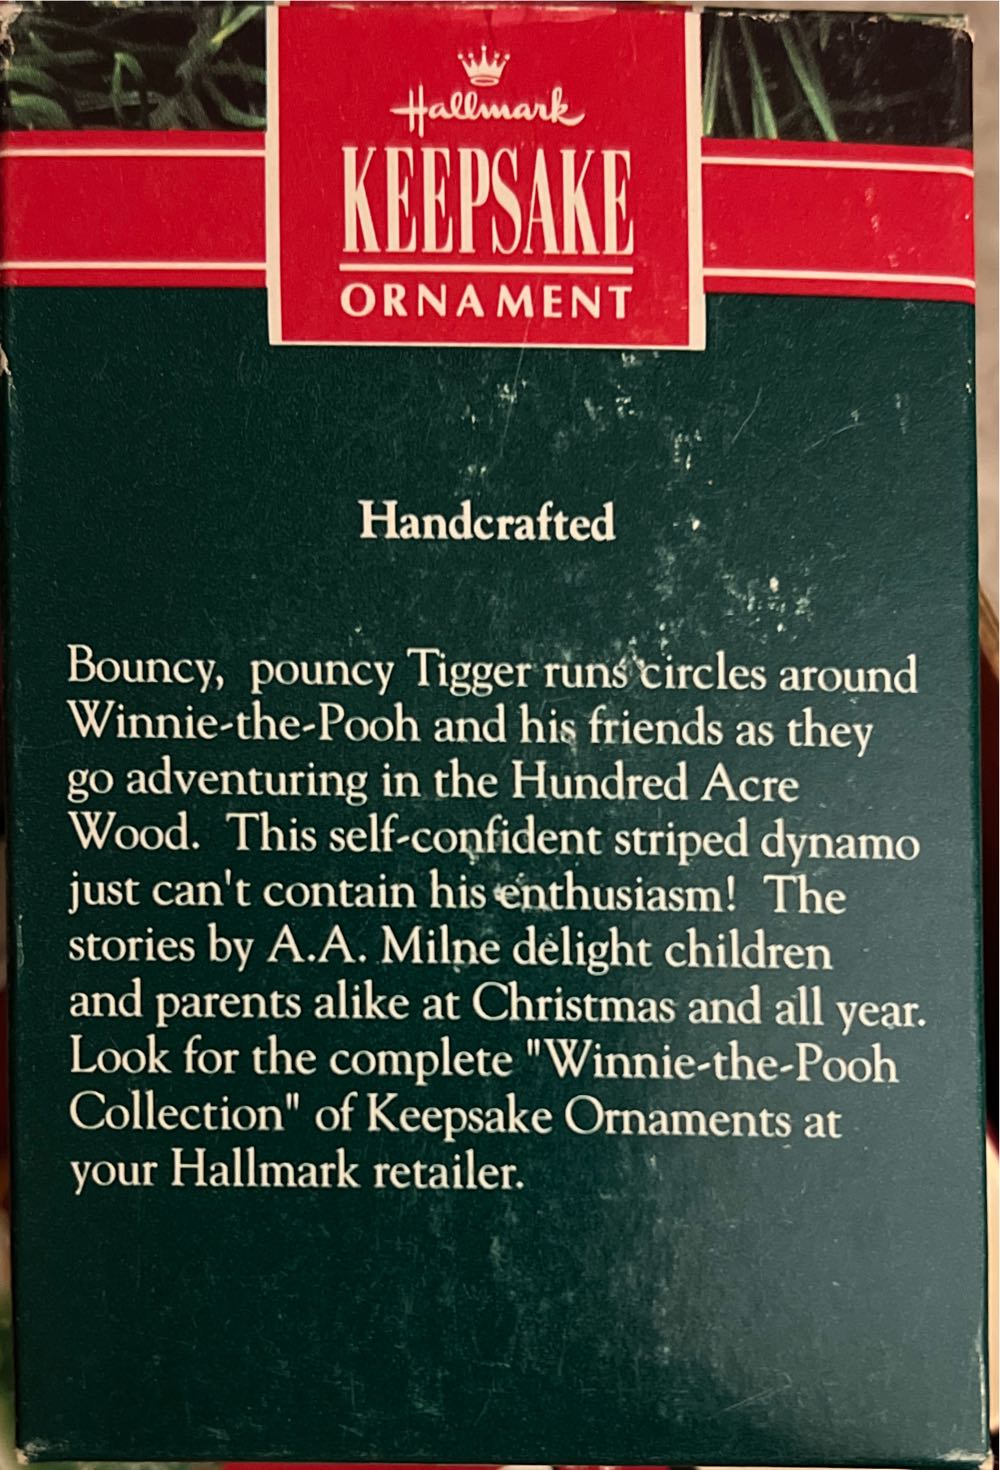 Hallmark
KEEPSAKE
ORNAMENT
Handcrafted
Bouncy, pouncy Tigger runs circles around
Winnie-the-Pooh and his friends as they
go adventuring in the Hundred Acre
Wood. This self-confident striped dynamo
just can't contain his enthusiasm! The
stories by A.A. Milne delight children
and parents alike at Christmas and all year.
Look for the complete "Winnie-the-Pooh
Collection" of Keepsake Ornaments at
your Hallmark retailer.